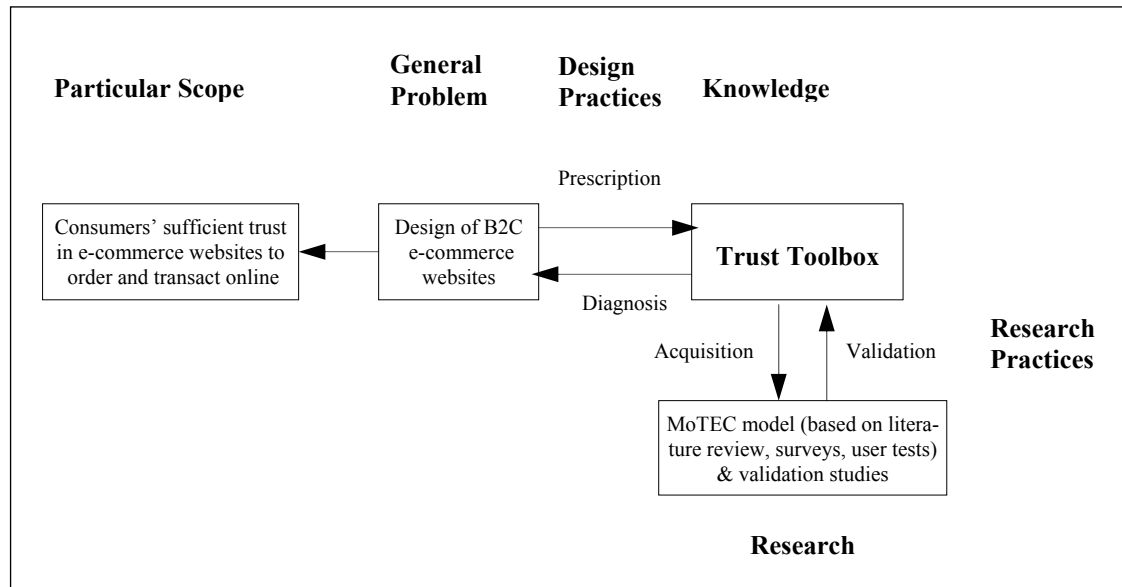 Particular Scope
General
Problem
Design
Practices
Knowledge
Prescription
Consumers’ sufficient trust
in e-commerce websites to
order and transact online
Design of B2C
e-commerce
websites
Trust Toolbox
Diagnosis
Acquisition
Validation
Research
Practices
MoTEC model (based on litera-
ture review, surveys, user tests)
& validation studies
Research